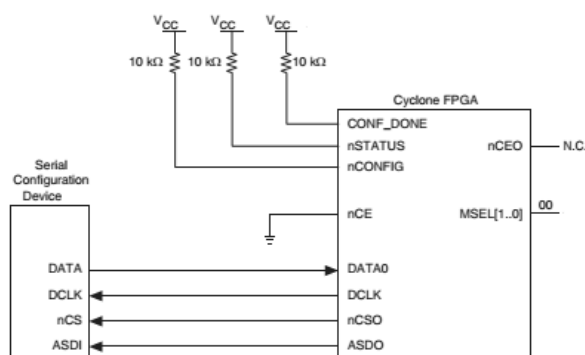 VCC VCC VCC
10 kΩ 10 kΩ 10 kΩ
Cyclone FPGA
CONF_DONE
nSTATUS nCEO N.C.
nCONFIG
Serial
Configuration
Device
00
nCE MSEL[1..0]
DATA DATA0
DCLK DCLK
nCS nCSO
ASDI ASDO